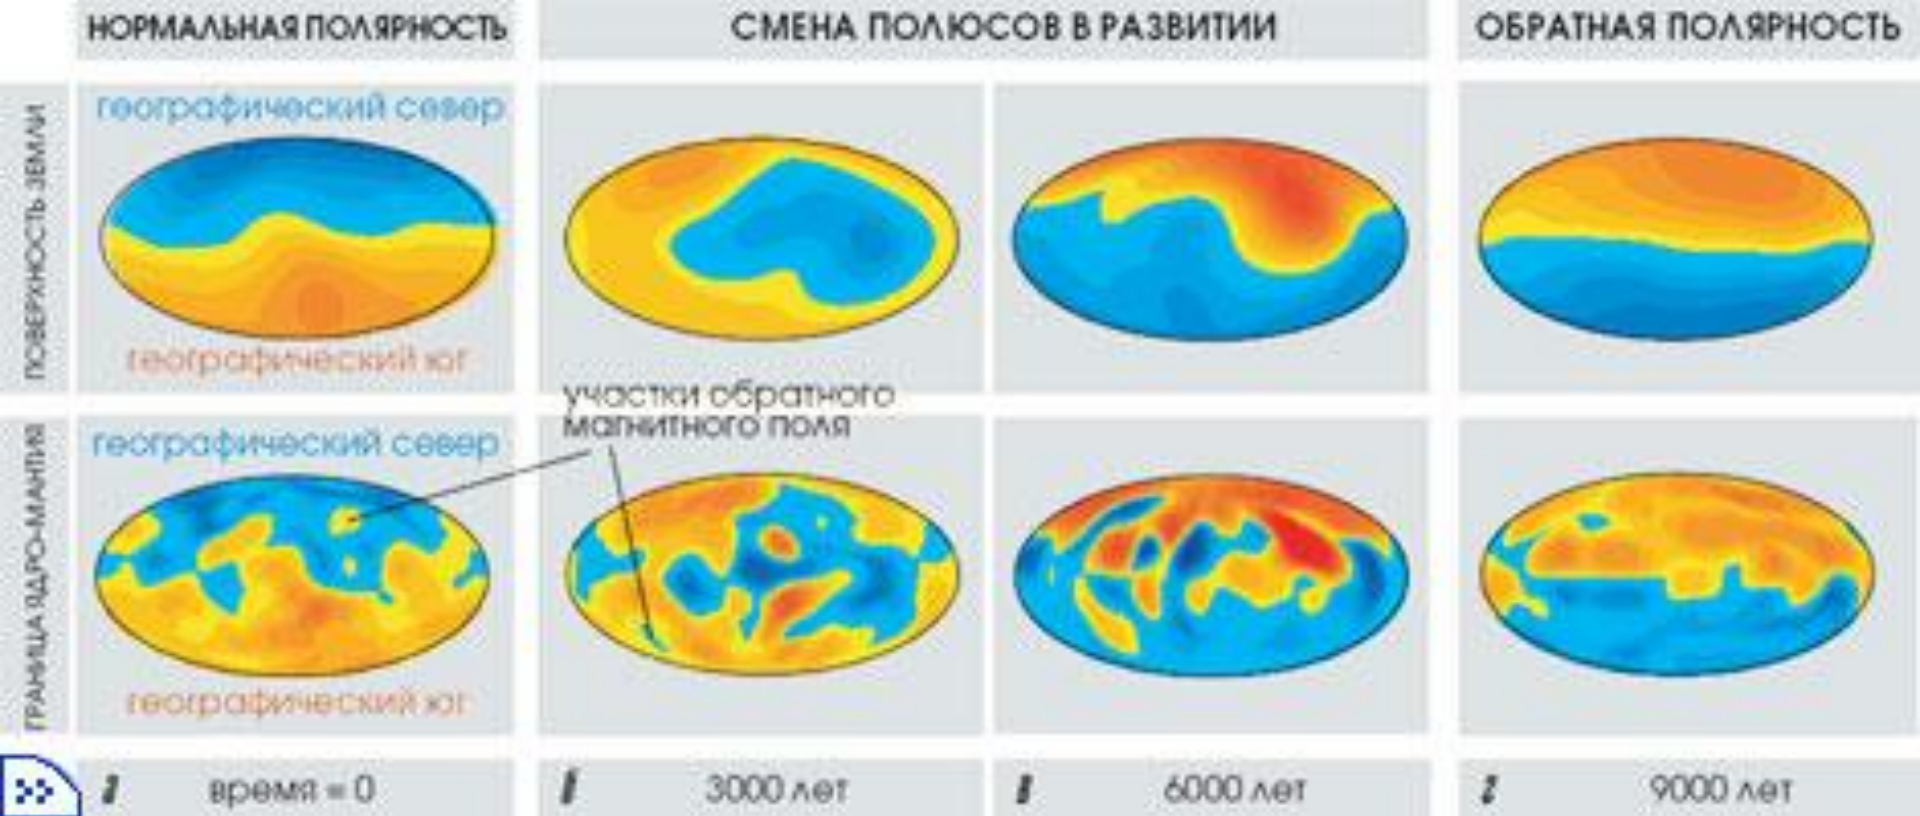 НОРМАЛЬНАЯ ПОЛЯРНОСТЬ
СМЕНА ПОЛЮСОВ В РАЗВИТИИ
ОБРАТНАЯ ПОЛЯРНОСТЬ
ПОВЕРХНОСТЬ ЗЕМЛИ
географический север
географический юг
участки обратного
магнитного поля
ГРАНИЦА ЯДРО-МАНТИЯ
географический север
географический юг
время = 0
б 3000 лет
в 6000 лет
г 9000 лет